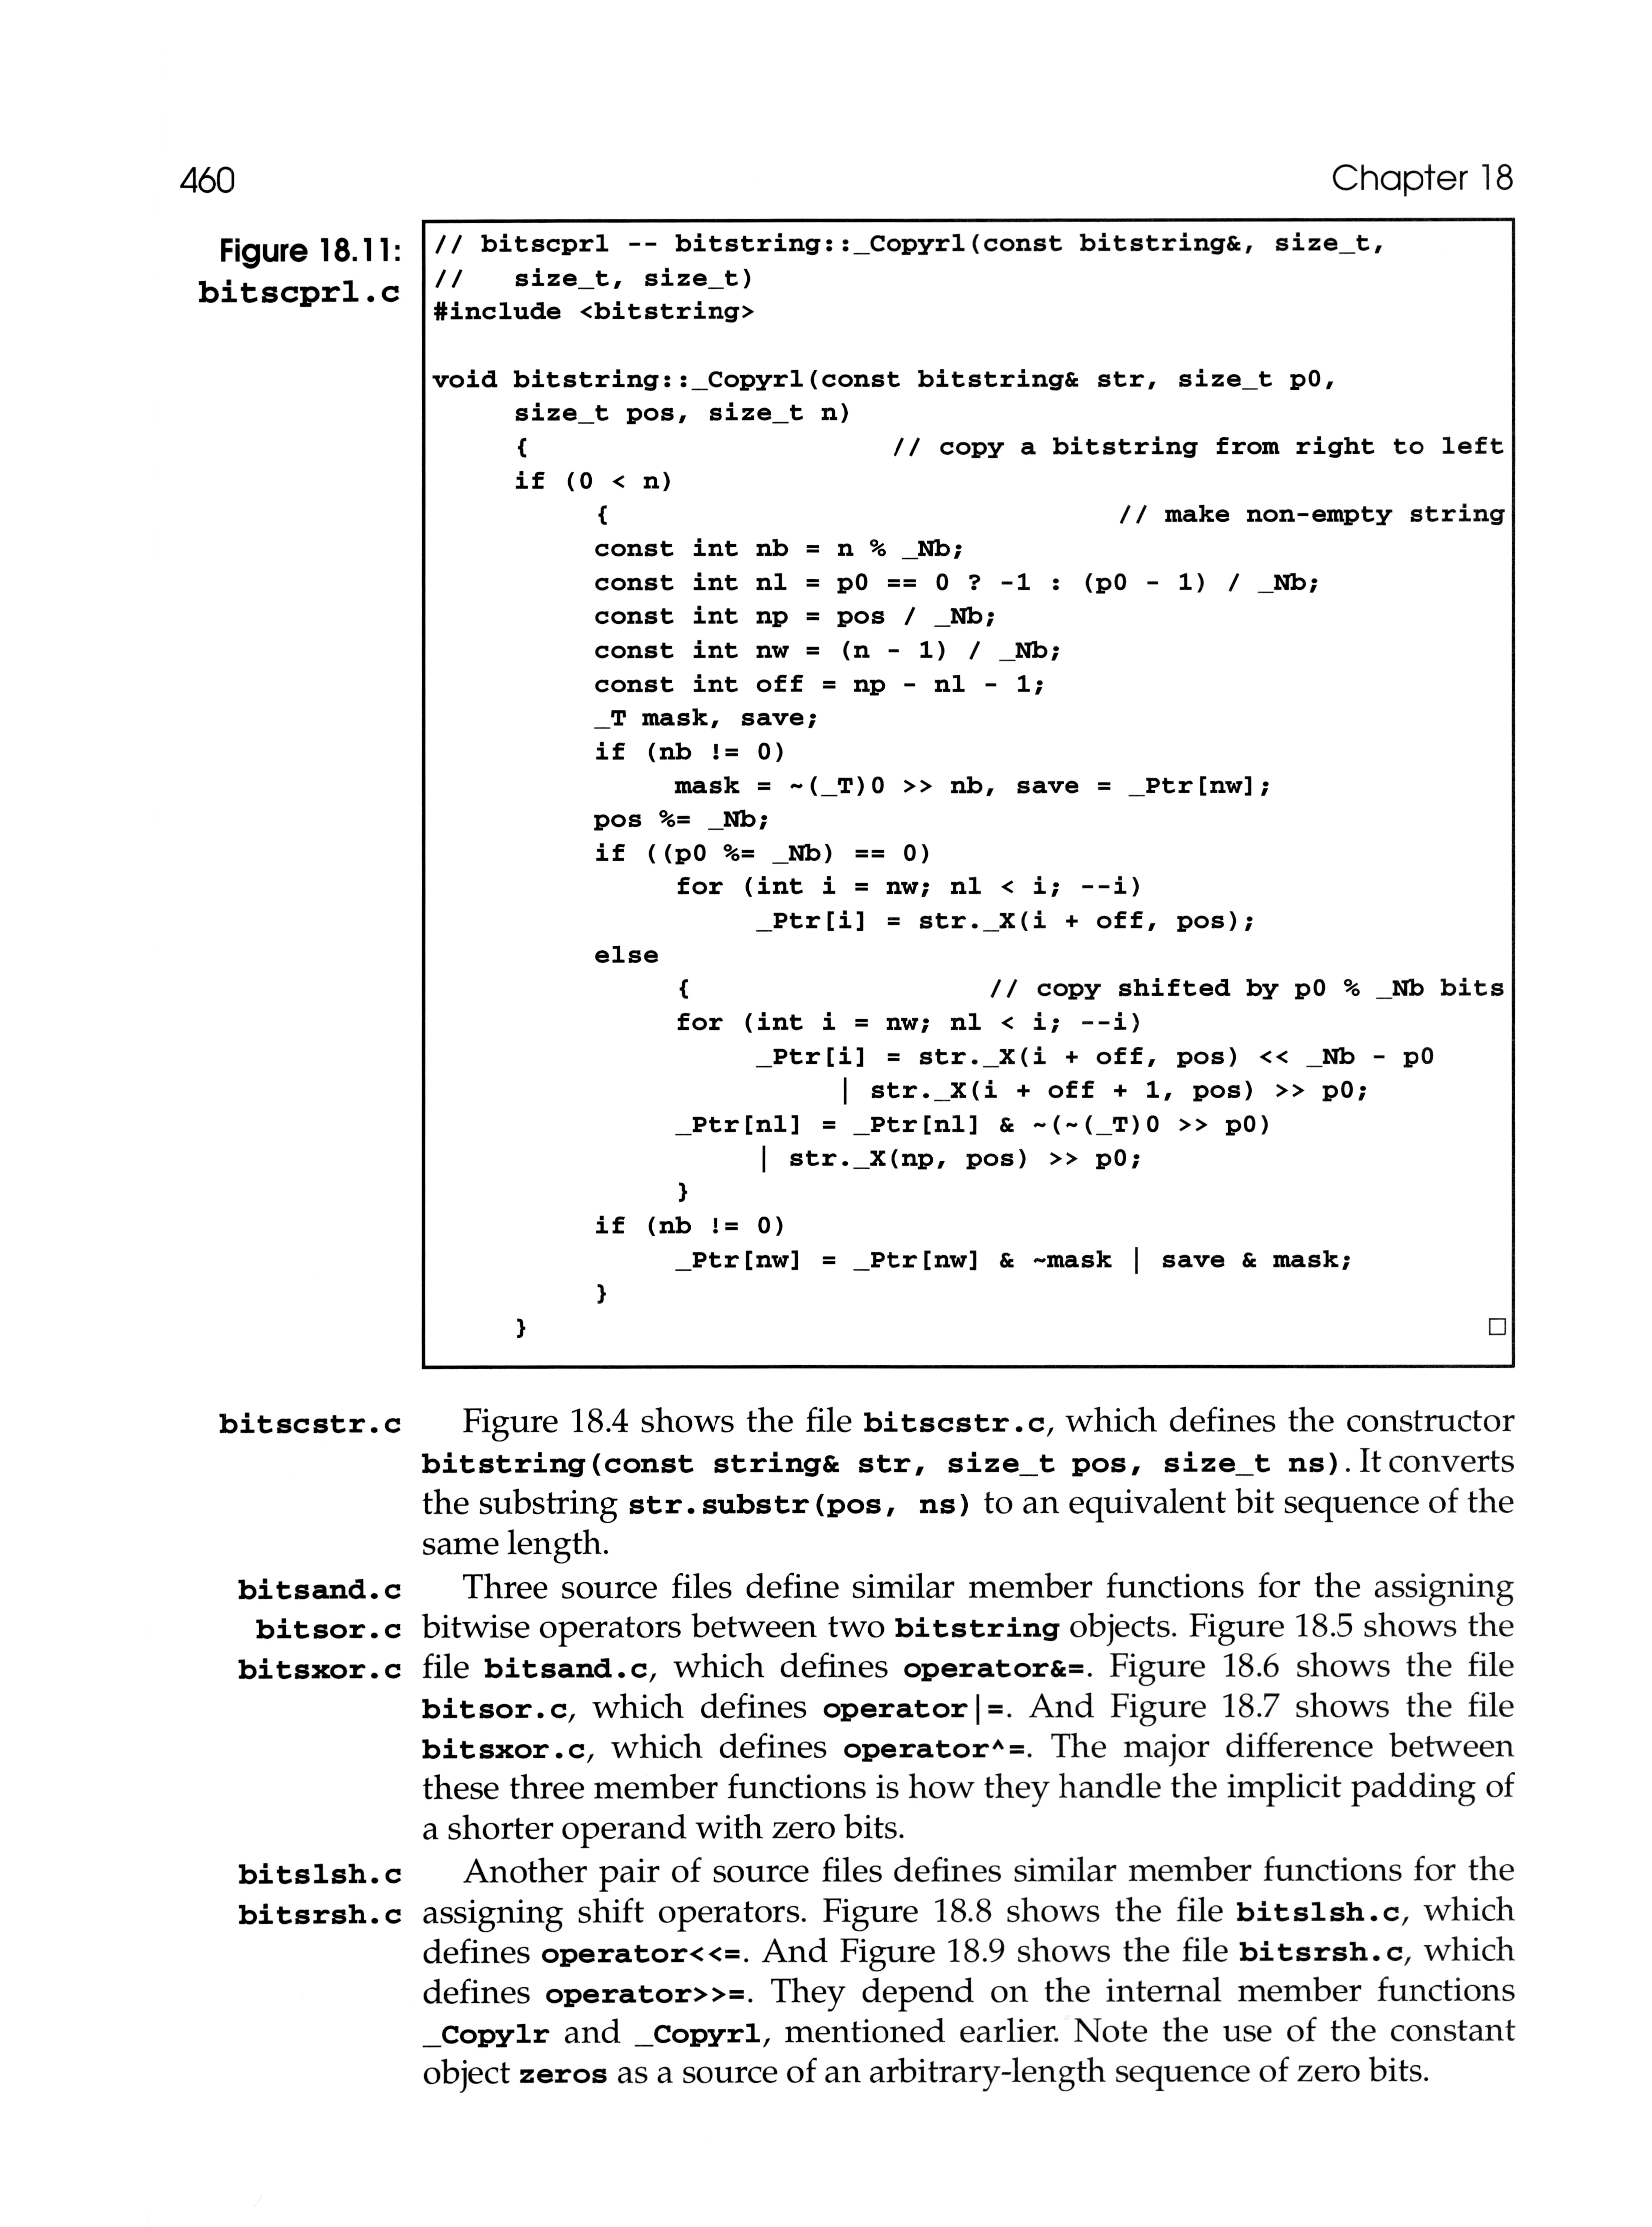 460
Chapter 18
Figure 18.11:
bitscprl.c
// bitscprl -- bitstring::_Copyrl(const bitstring&, size_t,
//   size_t, size_t)
#include <bitstring>
void bitstring::_Copyrl(const bitstring& str, size_t p0,
     size_t pos, size_t n)
     {                       // copy a bitstring from right to left
     if (0 < n)
          {                                // make non-empty string
          const int nb = n % _Nb;
          const int nl = p0 == 0 ? -1 : (p0 - 1) / _Nb;
          const int np = pos / _Nb;
          const int nw = (n - 1) / _Nb;
          const int off = np - nl - 1;
          _T mask, save;
          if (nb != 0)
               mask = ~(_T)0 >> nb, save = _Ptr[nw];
          pos %= _Nb;
          if ((p0 %= _Nb) == 0)
               for (int i = nw; nl < i; --i)
                    _Ptr[i] = str._X(i + off, pos);
          else
               {                   // copy shifted by p0 % _Nb bits
               for (int i = nw; nl < i; --i)
                    _Ptr[i] = str._X(i + off, pos) << _Nb - p0
                         | str._X(i + off + 1, pos) >> p0;
               _Ptr[nl] = _Ptr[nl] & ~(~(_T)0 >> p0)
                    | str._X(np, pos) >> p0;
               }
          if (nb != 0)
               _Ptr[nw] = _Ptr[nw] & ~mask | save & mask;
          }
     }                                                            □
bitscstr.c
Figure 18.4 shows the file bitscstr.c, which defines the constructor
bitstring(const string& str, size_t pos, size_t ns). It converts
the substring str.substr(pos, ns) to an equivalent bit sequence of the
same length.
bitsand.c
bitsor.c
bitsxor.c
Three source files define similar member functions for the assigning
bitwise operators between two bitstring objects. Figure 18.5 shows the
file bitsand.c, which defines operator&=. Figure 18.6 shows the file
bitsor.c, which defines operator|=. And Figure 18.7 shows the file
bitsxor.c, which defines operator^=. The major difference between
these three member functions is how they handle the implicit padding of
a shorter operand with zero bits.
bitslsh.c
bitsrsh.c
Another pair of source files defines similar member functions for the
assigning shift operators. Figure 18.8 shows the file bitslsh.c, which
defines operator<<=. And Figure 18.9 shows the file bitsrsh.c, which
defines operator>>=. They depend on the internal member functions
_Copylr and _Copyrl, mentioned earlier. Note the use of the constant
object zeros as a source of an arbitrary-length sequence of zero bits.